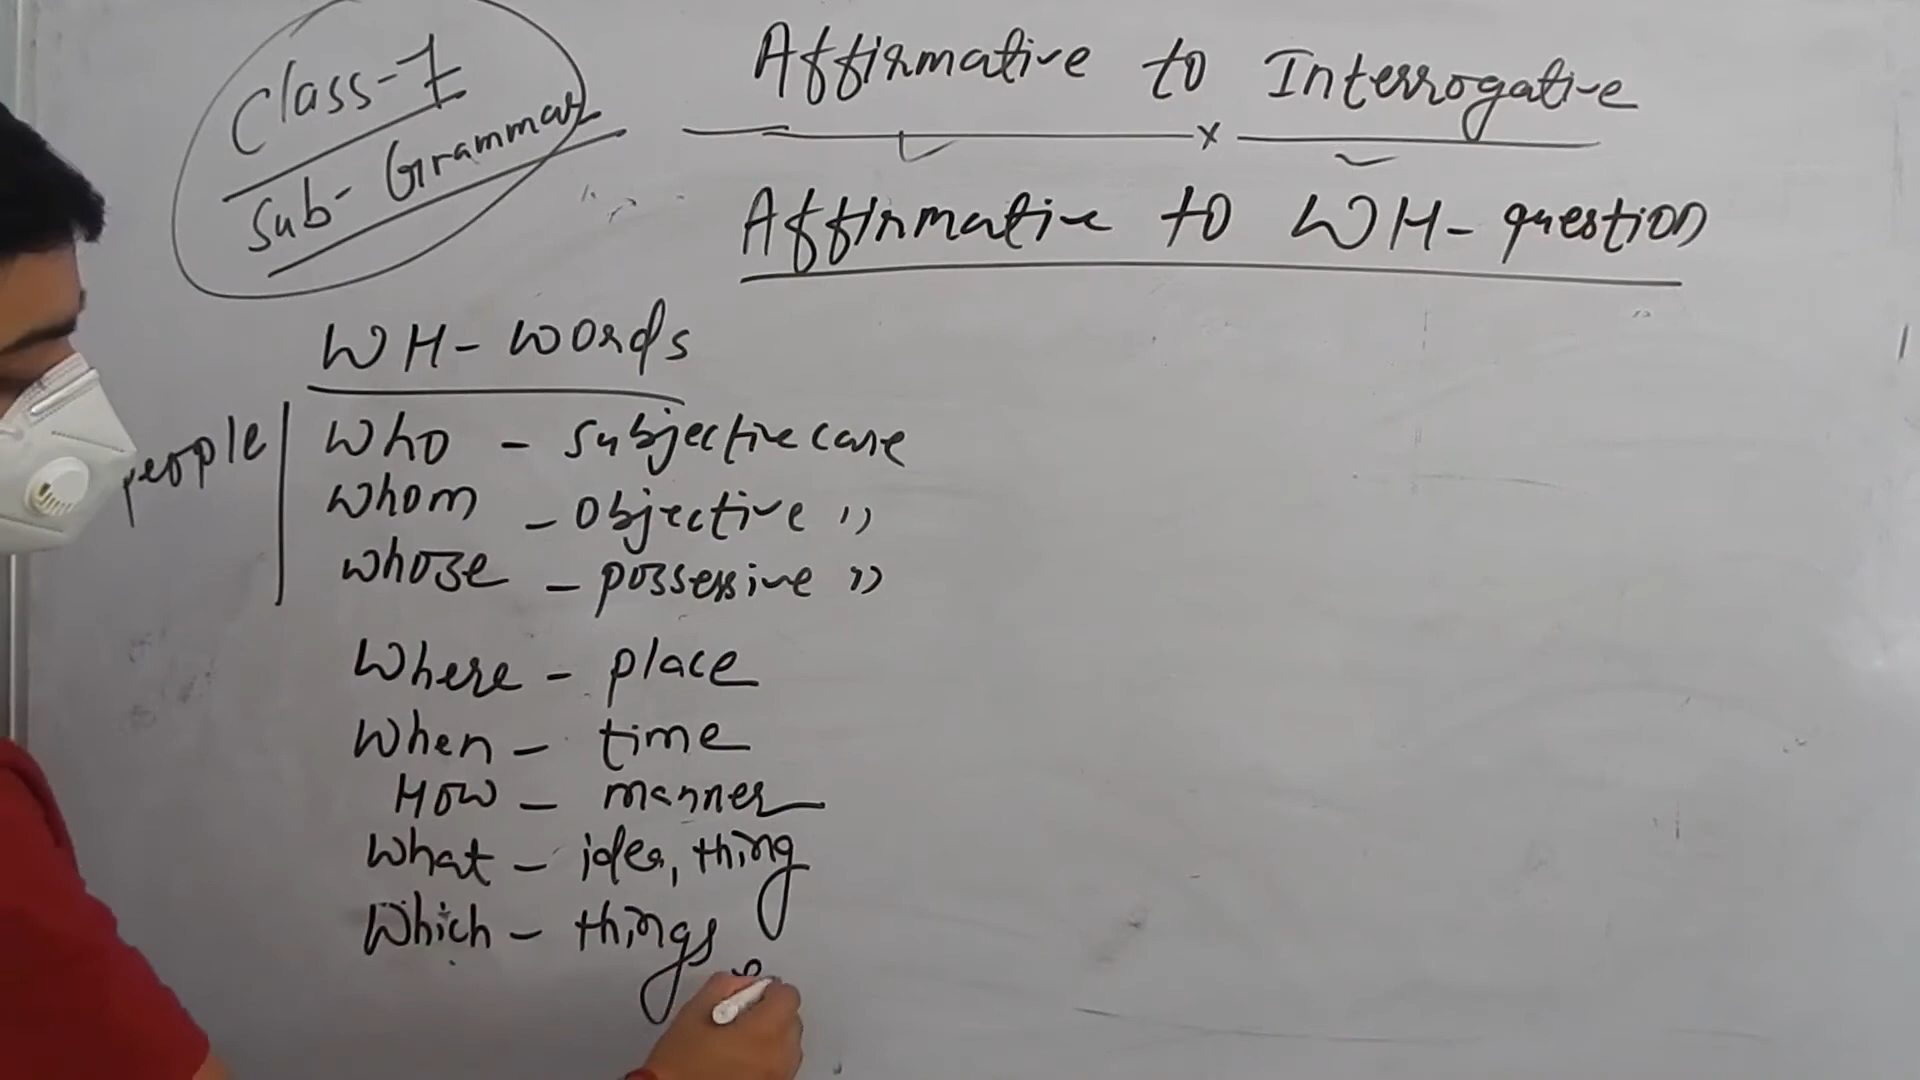 Class-7
Sub- Grammar
Affirmative to Interrogative
Affirmative to WH-question
WH-words
people
Who - subjective case
Whom - Objective "
Whose - possessive "
Where - place
When - time
How - manner
What - idea, thing
Which - things